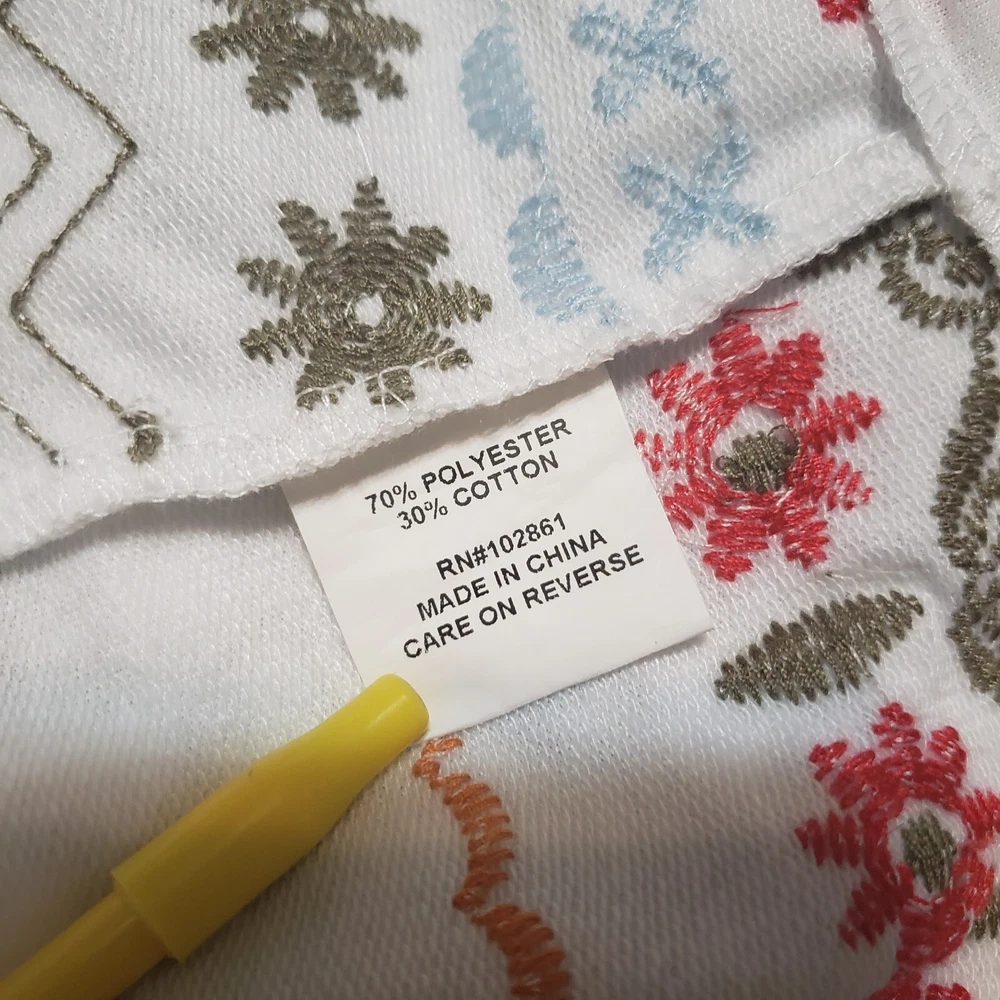 70% POLYESTER
30% COTTON
RN#102861
MADE IN CHINA
CARE ON REVERSE